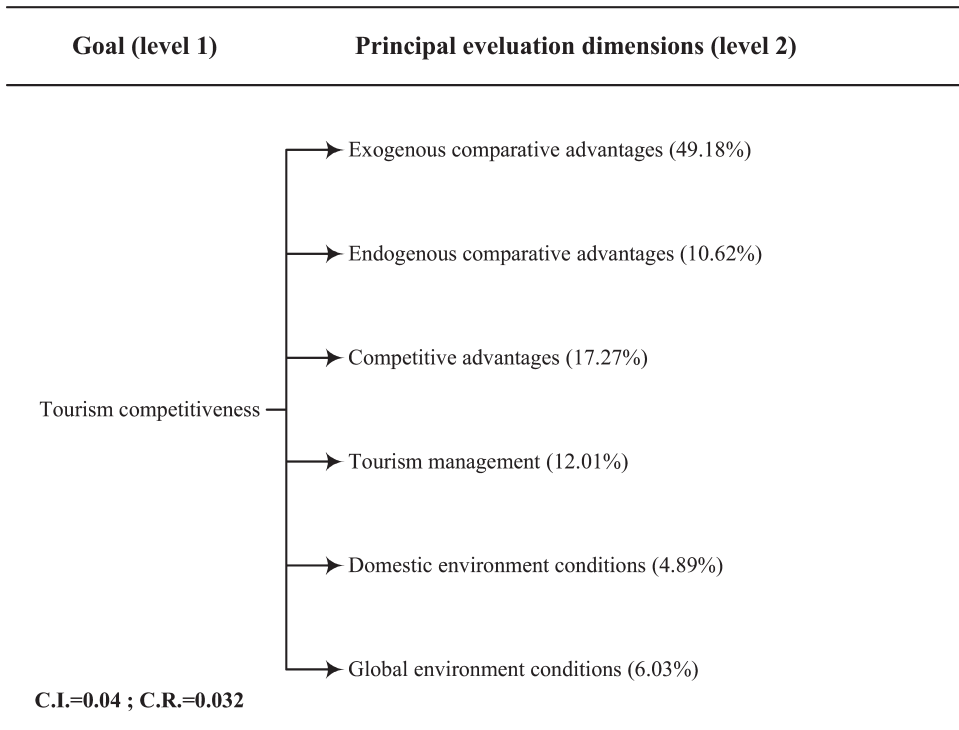 Goal (level 1)
Principal eveluation dimensions (level 2)
Exogenous comparative advantages (49.18%)
Endogenous comparative advantages (10.62%)
Competitive advantages (17.27%)
Tourism competitiveness
Tourism management (12.01%)
Domestic environment conditions (4.89%)
Global environment conditions (6.03%)
C.I.=0.04 ; C.R.=0.032